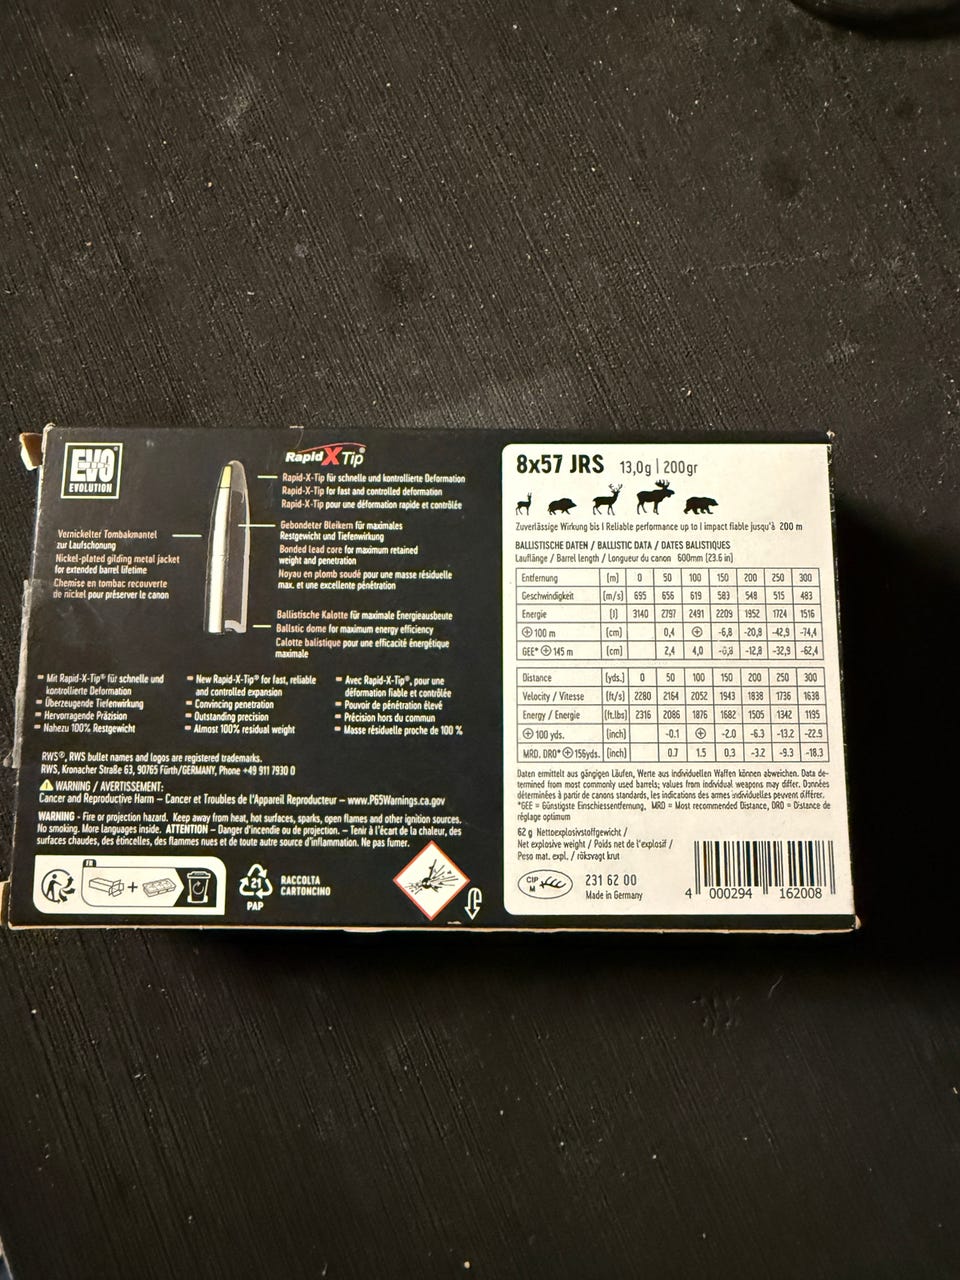 EVO
EVOLUTION
Rapid X Tip®
Rapid-X-Tip für schnelle und kontrollierte Deformation
Rapid-X-Tip for fast and controlled deformation
Rapid-X-Tip pour une déformation rapide et contrôlée
Vernickelter Tombakmantel
zur Laufschonung
Nickel-plated gilding metal jacket
for extended barrel lifetime
Chemise en tombac recouverte
de nickel pour préserver le canon
Gebondeter Bleikern für maximales
Restgewicht und Tiefenwirkung
Bonded lead core for maximum retained
weight and penetration
Noyau en plomb soudé pour une masse résiduelle
max. et une excellente pénétration
Ballistische Kalotte für maximale Energieausbeute
Ballstic dome for maximum energy efficiency
Calotte balistique pour une efficacité énergétique
maximale
Mit Rapid-X-Tip® für schnelle und
kontrollierte Deformation
Überzeugende Tiefenwirkung
Hervorragende Präzision
Nahezu 100% Restgewicht
New Rapid-X-Tip® for fast, reliable
and controlled expansion
Convincing penetration
Outstanding precision
Almost 100% residual weight
Avec Rapid-X-Tip®, pour une
déformation fiable et contrôlée
Pouvoir de pénétration élevé
Précision hors du commun
Masse résiduelle proche de 100 %
RWS®, RWS bullet names and logos are registered trademarks.
RWS, Kronacher Straße 63, 90765 Fürth/GERMANY, Phone +49 911 7930 0
WARNING / AVERTISSEMENT:
Cancer and Reproductive Harm – Cancer et Troubles de l'Appareil Reproducteur – www.P65Warnings.ca.gov
WARNING - Fire or projection hazard. Keep away from heat, hot surfaces, sparks, open flames and other ignition sources.
No smoking. More languages inside. ATTENTION – Danger d'incendie ou de projection. – Tenir à l'écart de la chaleur, des
surfaces chaudes, des étincelles, des flammes nues et de toute autre source d'inflammation. Ne pas fumer.
FR
+
21
PAP
RACCOLTA
CARTONCINO
8x57 JRS 13,0g | 200gr
Zuverlässige Wirkung bis | Reliable performance up to | impact fiable jusqu'à 200 m
BALLISTISCHE DATEN / BALLISTIC DATA / DATES BALISTIQUES
Lauflänge / Barrel length / Longueur du canon 600mm [23.6 in]
Entfernung [m] 0 50 100 150 200 250 300
Geschwindigkeit [m/s] 695 656 619 583 548 515 483
Energie [J] 3140 2797 2491 2209 1952 1724 1516
⊕ 100 m [cm] 0,4 ⊕ -6,8 -20,8 -42,9 -74,4
GEE* ⊕ 145 m [cm] 2,4 4,0 -12,8 -32,9 -62,4
Distance [yds.] 0 50 100 150 200 250 300
Velocity / Vitesse [ft/s] 2280 2164 2052 1943 1838 1736 1638
Energy / Energie [ft.lbs] 2316 2086 1876 1682 1505 1342 1195
⊕ 100 yds. [inch] -0.1 ⊕ -2.0 -6.3 -13.2 -22.9
MRD. DRO* ⊕ 156yds. [inch] 0.7 1.5 0.3 -3.2 -9.3 -18.3
Daten ermittelt aus gängigen Läufen, Werte aus individuellen Waffen können abweichen. Data de-
termined from most commonly used barrels; values from individual weapons may differ. Données
déterminées à partir de canons standards, les indications des armes individuelles peuvent différer.
*GEE = Günstigste Einschiessentfernung, MRD = Most recommended Distance, DRO = Distance de
réglage optimum
62 g Nettoexplosivstoffgewicht /
Net explosive weight / Poids net de l'explosif /
Peso mat. expl. / röksvagt krut
CIP
M
231 62 00
Made in Germany
4 000294 162008